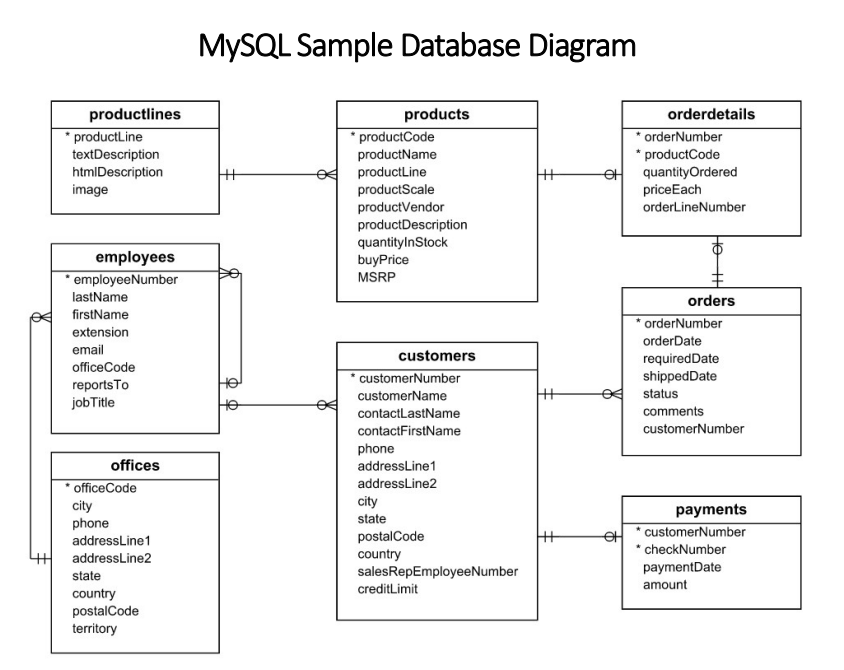 MySQL Sample Database Diagram
productlines
* productLine
textDescription
htmlDescription
image
products
* productCode
productName
productLine
productScale
productVendor
productDescription
quantityInStock
buyPrice
MSRP
orderdetails
* orderNumber
* productCode
quantityOrdered
priceEach
orderLineNumber
employees
* employeeNumber
lastName
firstName
extension
email
officeCode
reportsTo
jobTitle
customers
* customerNumber
customerName
contactLastName
contactFirstName
phone
addressLine1
addressLine2
city
state
postalCode
country
salesRepEmployeeNumber
creditLimit
orders
* orderNumber
orderDate
requiredDate
shippedDate
status
comments
customerNumber
offices
* officeCode
city
phone
addressLine1
addressLine2
state
country
postalCode
territory
payments
* customerNumber
* checkNumber
paymentDate
amount